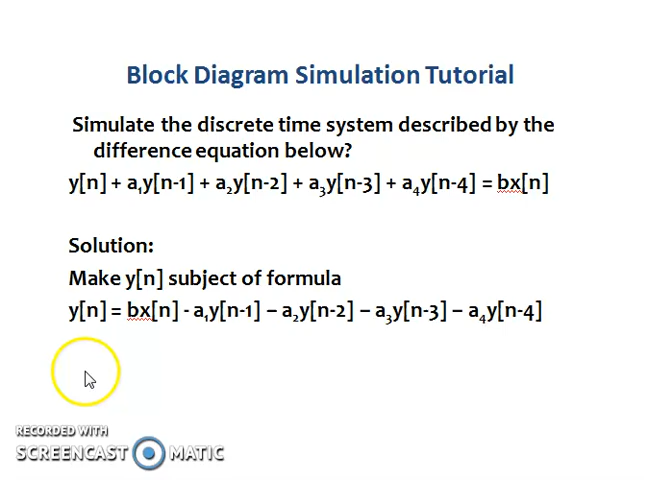 Block Diagram Simulation Tutorial
Simulate the discrete time system described by the
difference equation below?
y[n] + a₁y[n-1] + a₂y[n-2] + a₃y[n-3] + a₄y[n-4] = bx[n]
Solution:
Make y[n] subject of formula
y[n] = bx[n] - a₁y[n-1] – a₂y[n-2] – a₃y[n-3] – a₄y[n-4]
RECORDED WITH
SCREENCAST MATIC